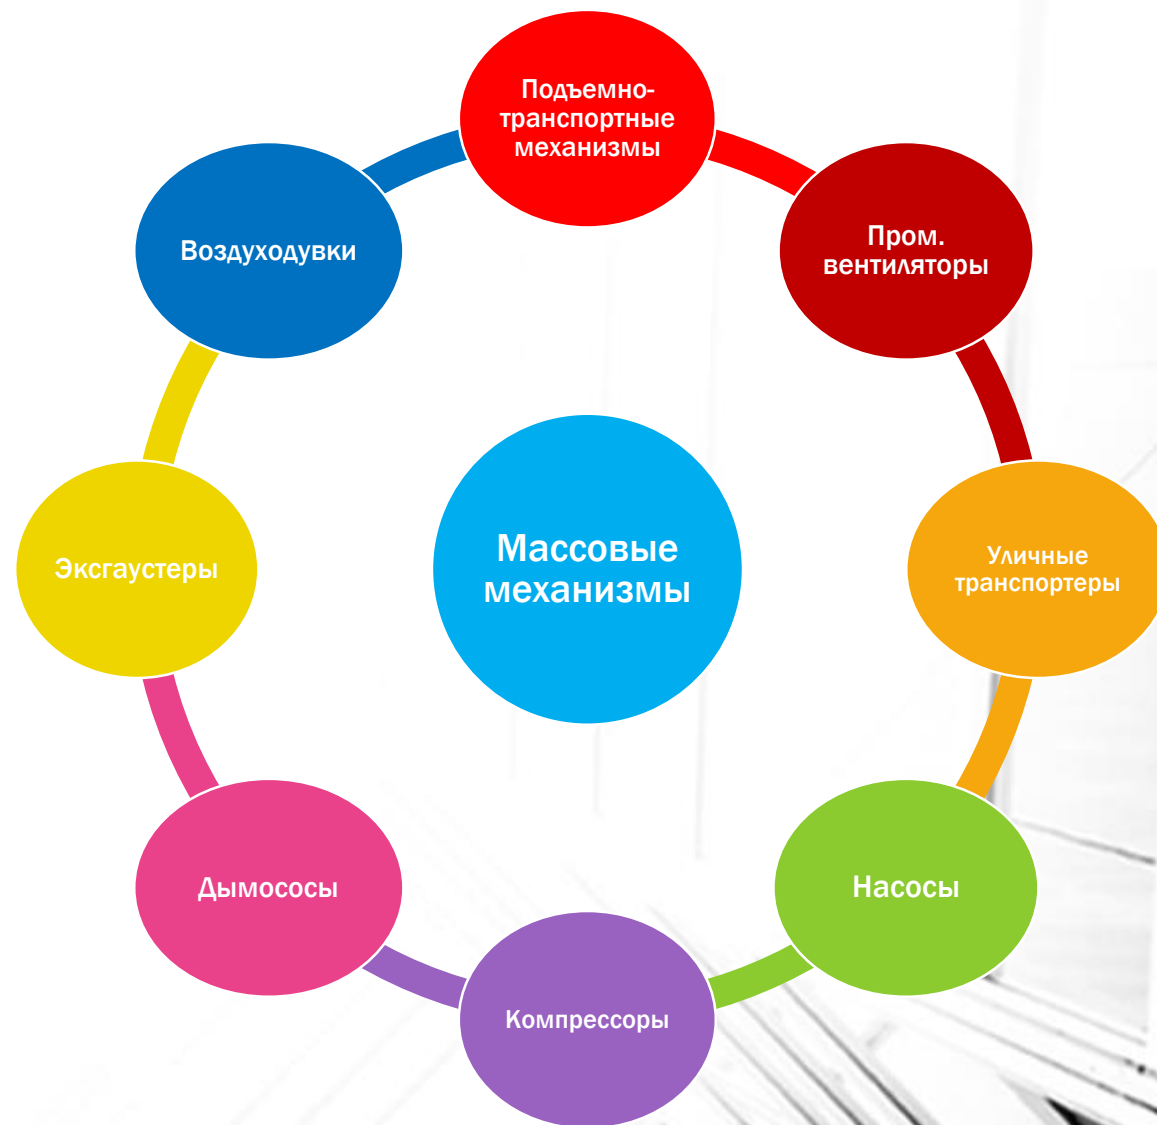 Подъемно-
транспортные
механизмы
Пром.
вентиляторы
Уличные
транспортеры
Насосы
Компрессоры
Дымососы
Эксгаустеры
Воздуходувки
Массовые
механизмы